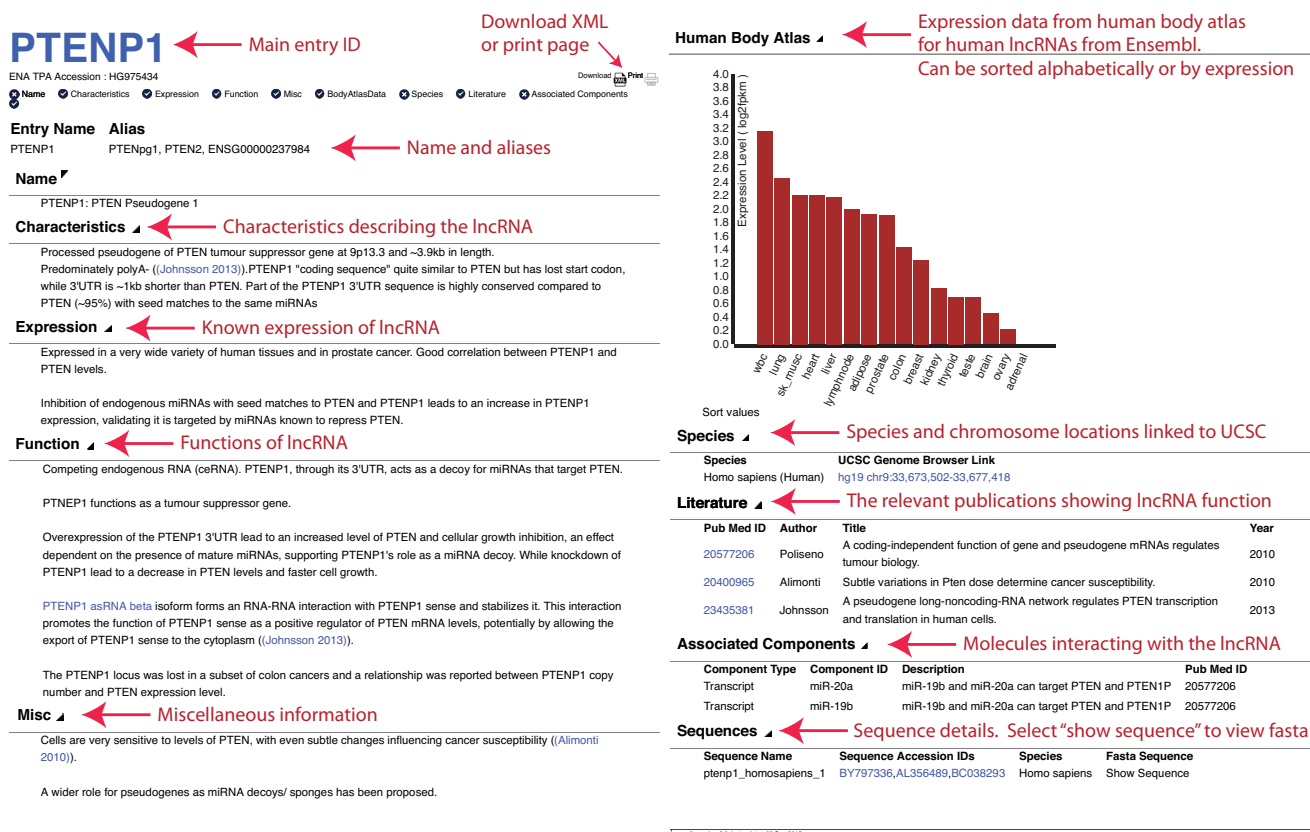 PTENP1
Main entry ID
Download XML
or print page
ENA TPA Accession : HG975434
Download XML Print
Name Characteristics Expression Function Misc BodyAtlasData Species Literature Associated Components
Entry Name Alias
PTENP1 PTENpg1, PTEN2, ENSG00000237984
Name and aliases
Name
PTENP1: PTEN Pseudogene 1
Characteristics
Characteristics describing the lncRNA
Processed pseudogene of PTEN tumour suppressor gene at 9p13.3 and ~3.9kb in length.
Predominately polyA- ((Johnsson 2013)).PTENP1 "coding sequence" quite similar to PTEN but has lost start codon,
while 3'UTR is ~1kb shorter than PTEN. Part of the PTENP1 3'UTR sequence is highly conserved compared to
PTEN (~95%) with seed matches to the same miRNAs
Expression
Known expression of lncRNA
Expressed in a very wide variety of human tissues and in prostate cancer. Good correlation between PTENP1 and
PTEN levels.
Inhibition of endogenous miRNAs with seed matches to PTEN and PTENP1 leads to an increase in PTENP1
expression, validating it is targeted by miRNAs known to repress PTEN.
Function
Functions of lncRNA
Competing endogenous RNA (ceRNA). PTENP1, through its 3'UTR, acts as a decoy for miRNAs that target PTEN.
PTNEP1 functions as a tumour suppressor gene.
Overexpression of the PTENP1 3'UTR lead to an increased level of PTEN and cellular growth inhibition, an effect
dependent on the presence of mature miRNAs, supporting PTENP1's role as a miRNA decoy. While knockdown of
PTENP1 lead to a decrease in PTEN levels and faster cell growth.
PTENP1 asRNA beta isoform forms an RNA-RNA interaction with PTENP1 sense and stabilizes it. This interaction
promotes the function of PTENP1 sense as a positive regulator of PTEN mRNA levels, potentially by allowing the
export of PTENP1 sense to the cytoplasm ((Johnsson 2013)).
The PTENP1 locus was lost in a subset of colon cancers and a relationship was reported between PTENP1 copy
number and PTEN expression level.
Misc
Miscellaneous information
Cells are very sensitive to levels of PTEN, with even subtle changes influencing cancer susceptibility ((Alimonti
2010)).
A wider role for pseudogenes as miRNA decoys/ sponges has been proposed.
Human Body Atlas
Expression data from human body atlas
for human lncRNAs from Ensembl.
Can be sorted alphabetically or by expression
Expression Level ( log2fpkm )
4.0
3.8
3.6
3.4
3.2
3.0
2.8
2.6
2.4
2.2
2.0
1.8
1.6
1.4
1.2
1.0
0.8
0.6
0.4
0.2
0.0
wbc
lung
sk_musc
heart
liver
lymphnode
adipose
prostate
colon
breast
kidney
thyroid
teste
brain
ovary
adrenal
Sort values
Species
Species and chromosome locations linked to UCSC
Species UCSC Genome Browser Link
Homo sapiens (Human) hg19 chr9:33,673,502-33,677,418
Literature
The relevant publications showing lncRNA function
Pub Med ID Author Title Year
20577206 Poliseno A coding-independent function of gene and pseudogene mRNAs regulates
tumour biology. 2010
20400965 Alimonti Subtle variations in Pten dose determine cancer susceptibility. 2010
23435381 Johnsson A pseudogene long-noncoding-RNA network regulates PTEN transcription
and translation in human cells. 2013
Associated Components
Molecules interacting with the lncRNA
Component Type Component ID Description Pub Med ID
Transcript miR-20a miR-19b and miR-20a can target PTEN and PTEN1P 20577206
Transcript miR-19b miR-19b and miR-20a can target PTEN and PTEN1P 20577206
Sequences
Sequence details. Select "show sequence" to view fasta
Sequence Name Sequence Accession IDs Species Fasta Sequence
ptenp1_homosapiens_1 BY797336,AL356489,BC038293 Homo sapiens Show Sequence